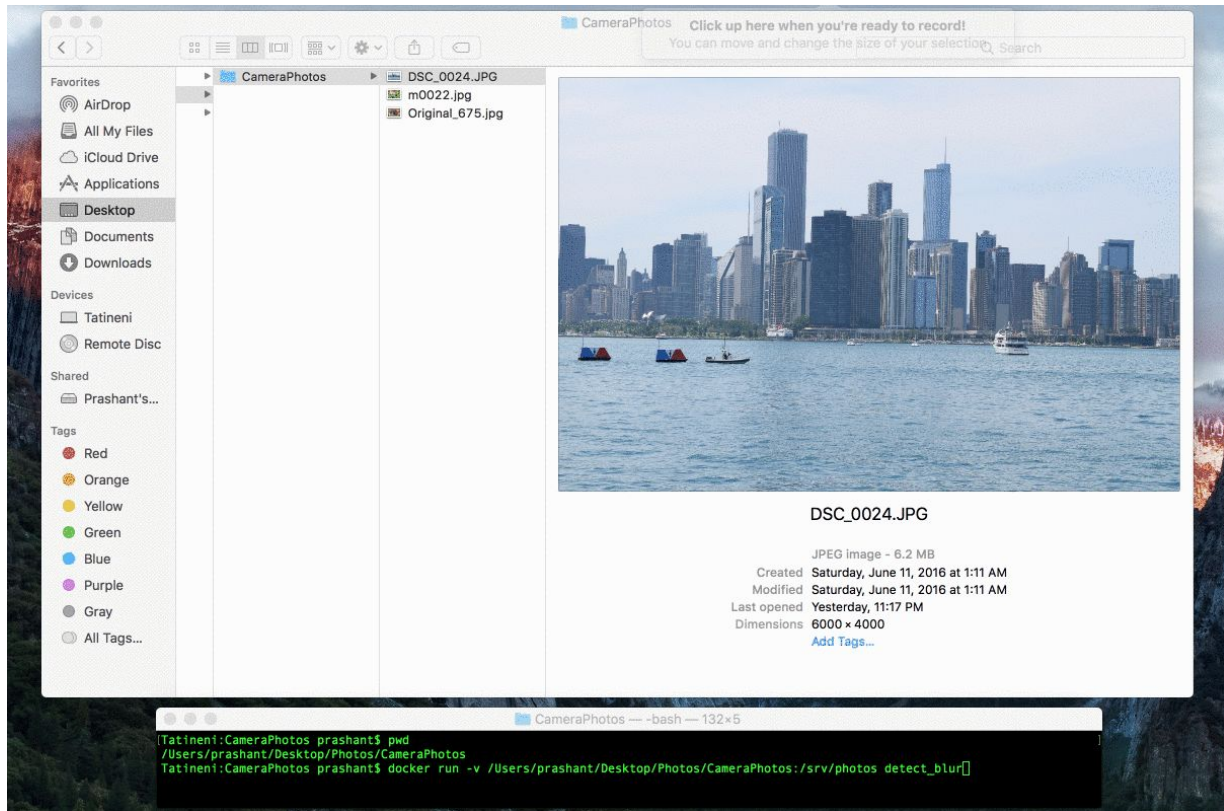 CameraPhotos
Click up here when you're ready to record!
You can move and change the size of your selection.
Search
Favorites
AirDrop
All My Files
iCloud Drive
Applications
Desktop
Documents
Downloads
Devices
Tatineni
Remote Disc
Shared
Prashant's...
Tags
Red
Orange
Yellow
Green
Blue
Purple
Gray
All Tags...
CameraPhotos
DSC_0024.JPG
m0022.jpg
Original_675.jpg
DSC_0024.JPG
JPEG image - 6.2 MB
Created Saturday, June 11, 2016 at 1:11 AM
Modified Saturday, June 11, 2016 at 1:11 AM
Last opened Yesterday, 11:17 PM
Dimensions 6000 × 4000
Add Tags...
CameraPhotos — -bash — 132×5
[Tatineni:CameraPhotos prashant$ pwd ]
/Users/prashant/Desktop/Photos/CameraPhotos
Tatineni:CameraPhotos prashant$ docker run -v /Users/prashant/Desktop/Photos/CameraPhotos:/srv/photos detect_blur